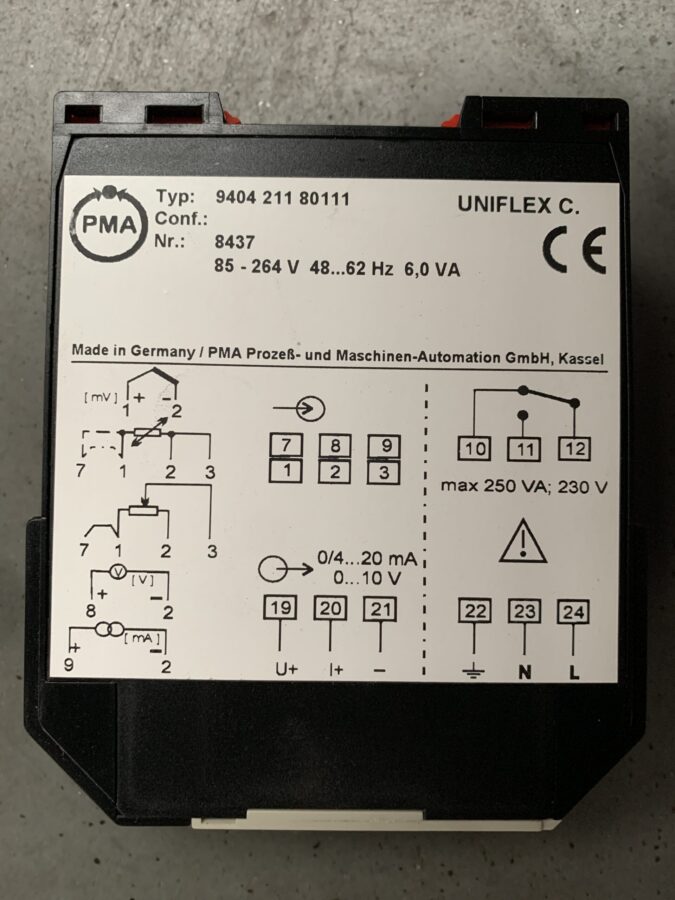 PMA
Typ: 9404 211 80111
UNIFLEX C.
Conf.:
Nr.: 8437
CE
85 - 264 V 48...62 Hz 6,0 VA
Made in Germany / PMA Prozeß- und Maschinen-Automation GmbH, Kassel
[mV] + -
1 2
7 1 2 3
7 1 2 3
V [V]
+ -
8 2
+ [mA] -
9 2
7 8 9
1 2 3
0/4...20 mA
0...10 V
19 20 21
U+ I+ -
10 11 12
max 250 VA; 230 V
!
22 23 24
N L